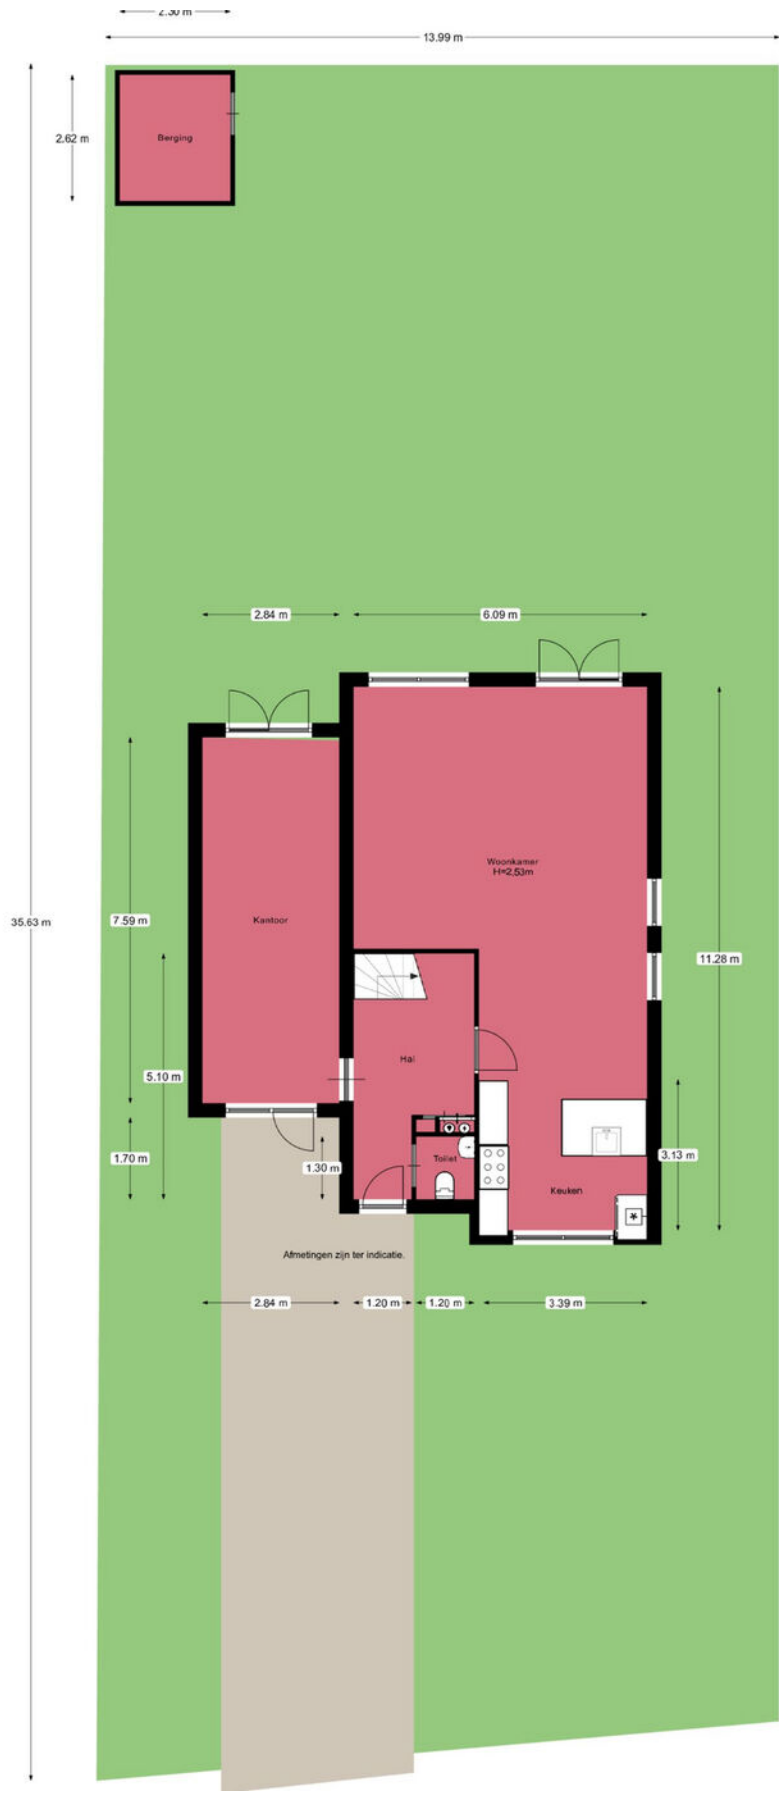 2.30 m
13.99 m
2.62 m
Berging
2.84 m
6.09 m
Woonkamer
H=2,53m
35.63 m
7.59 m
Kantoor
11.28 m
Hal
5.10 m
1.70 m
1.30 m
Toilet
3.13 m
Keuken
Afmetingen zijn ter indicatie.
2.84 m
1.20 m
1.20 m
3.39 m